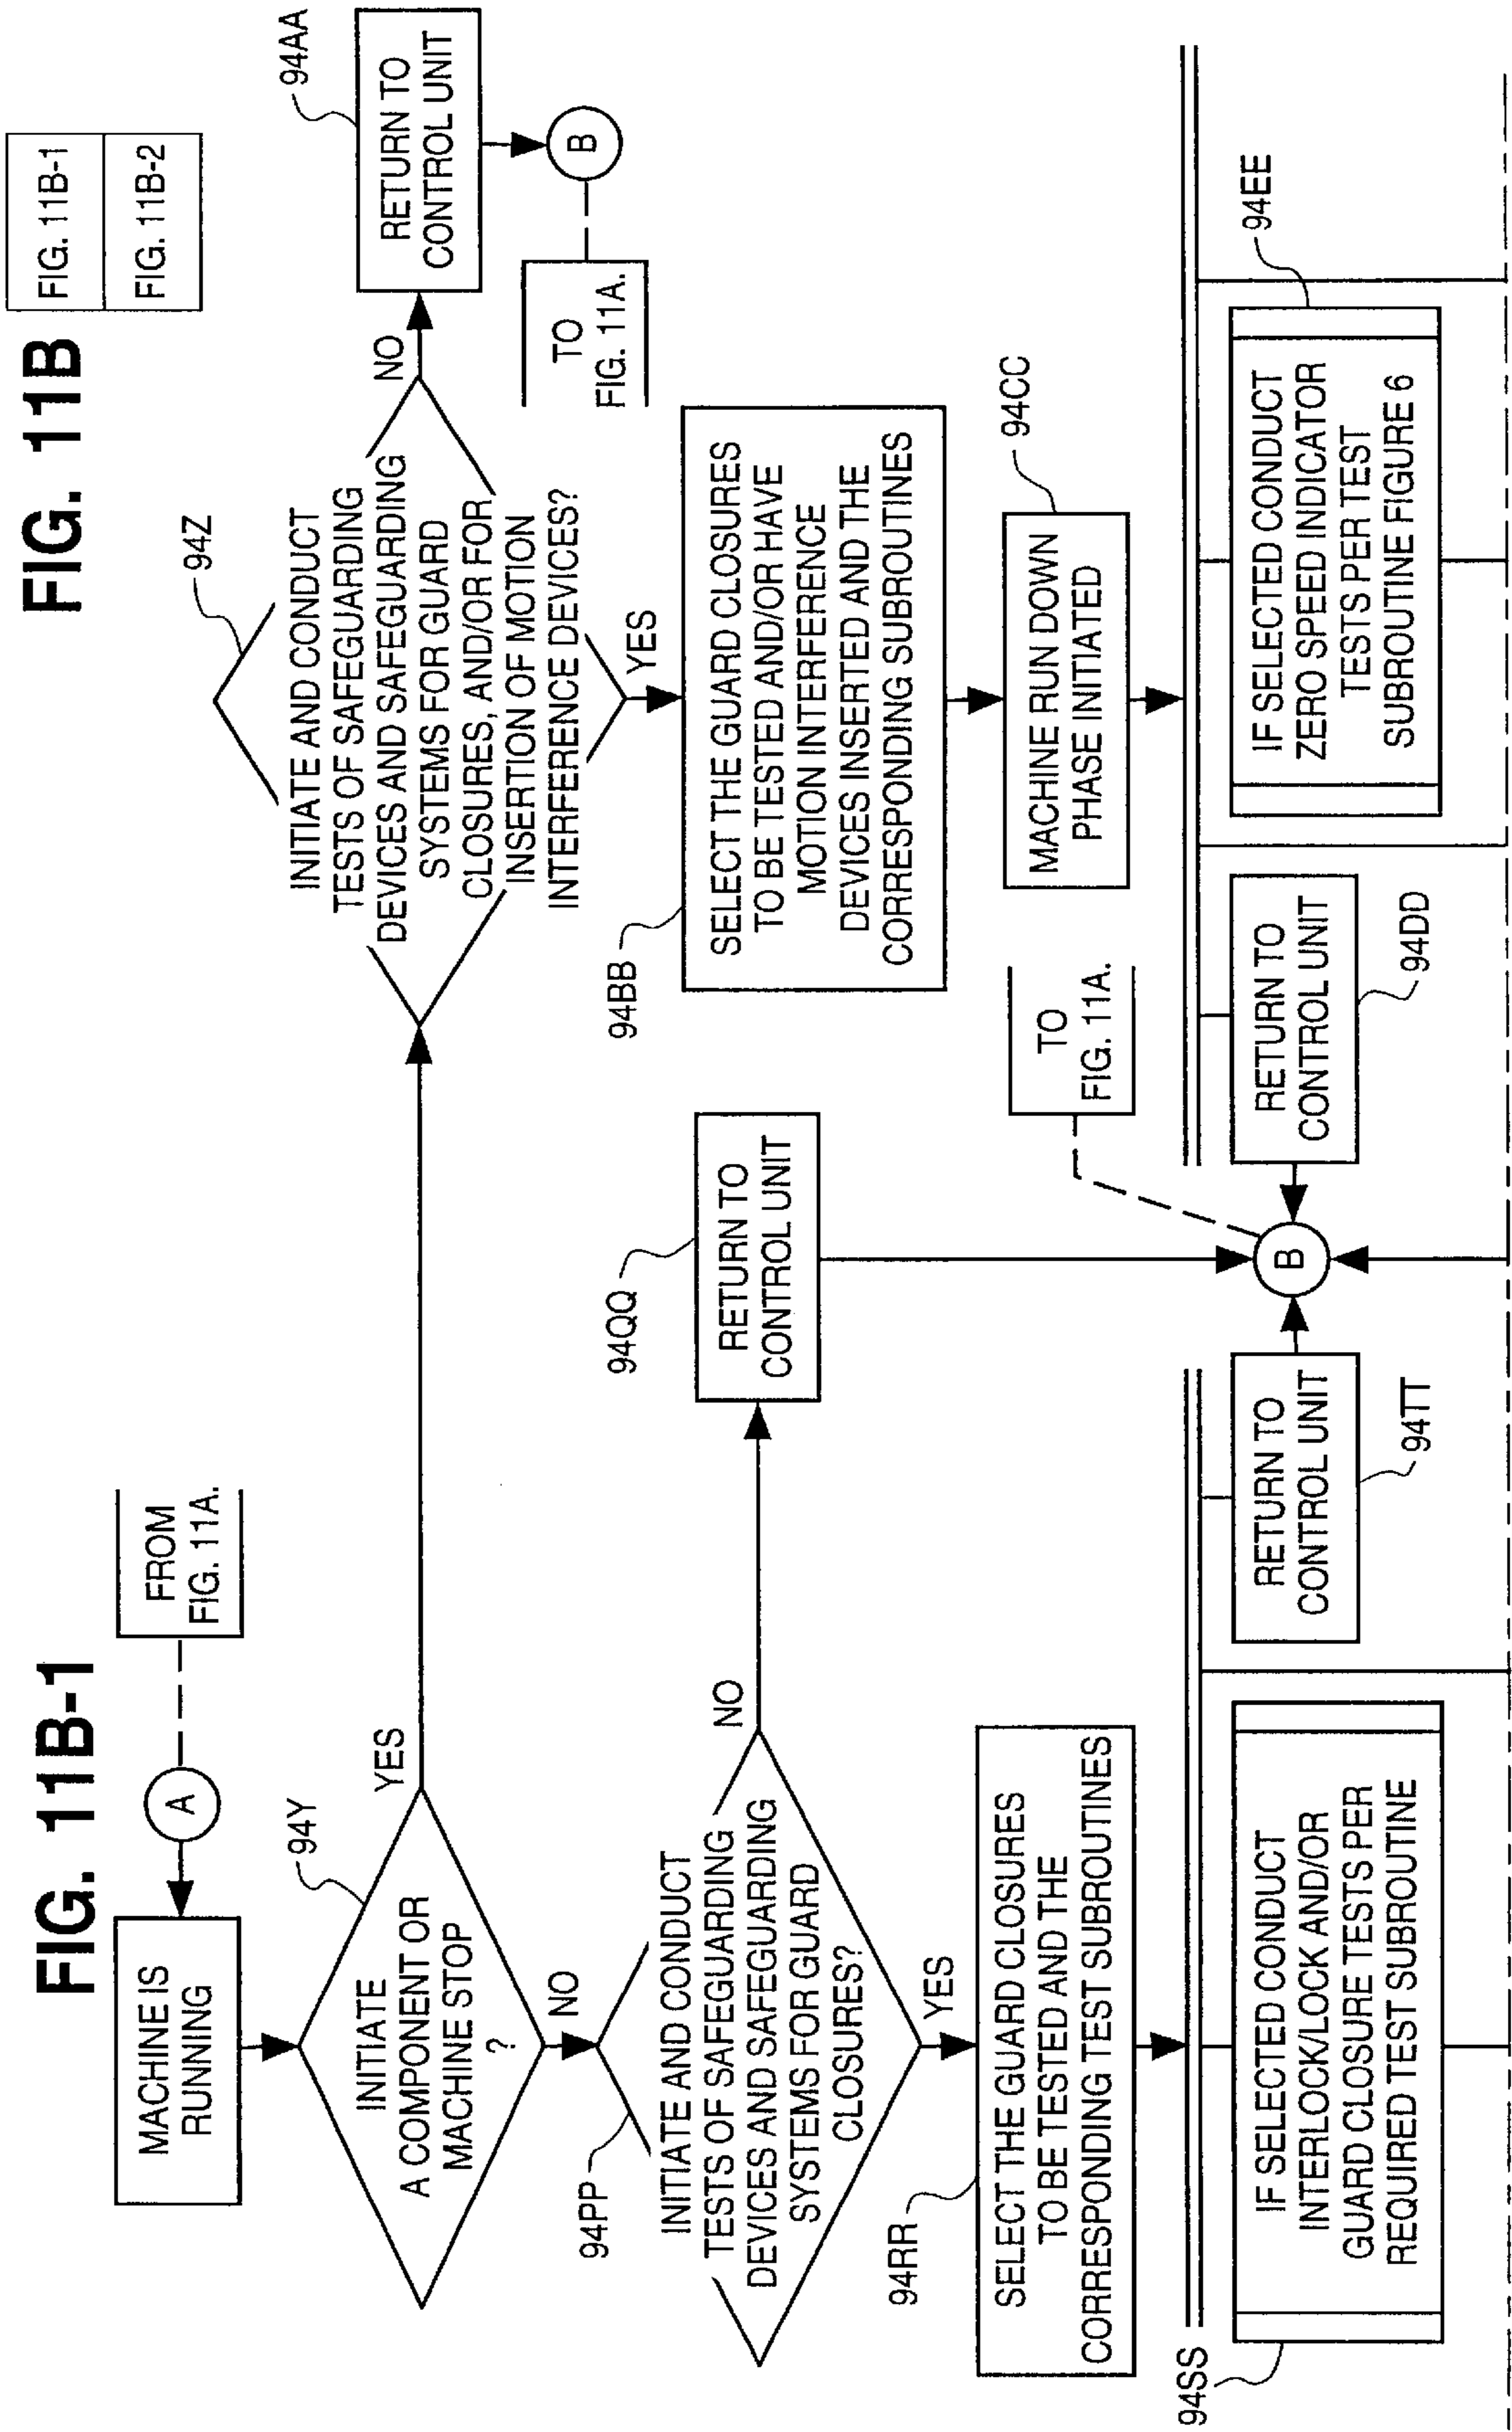 FIG. 11B
FIG. 11B-1
FIG. 11B-2
FIG. 11B-1
FROM
FIG. 11A.
A
MACHINE IS
RUNNING
94Y
INITIATE
A COMPONENT OR
MACHINE STOP
?
YES
NO
94Z
INITIATE AND CONDUCT
TESTS OF SAFEGUARDING
DEVICES AND SAFEGUARDING
SYSTEMS FOR GUARD
CLOSURES, AND/OR FOR
INSERTION OF MOTION
INTERFERENCE DEVICES?
NO
YES
94AA
RETURN TO
CONTROL UNIT
B
TO
FIG. 11A.
94PP
INITIATE AND CONDUCT
TESTS OF SAFEGUARDING
DEVICES AND SAFEGUARDING
SYSTEMS FOR GUARD
CLOSURES?
NO
YES
94QQ
RETURN TO
CONTROL UNIT
94BB
SELECT THE GUARD CLOSURES
TO BE TESTED AND/OR HAVE
MOTION INTERFERENCE
DEVICES INSERTED AND THE
CORRESPONDING SUBROUTINES
94RR
SELECT THE GUARD CLOSURES
TO BE TESTED AND THE
CORRESPONDING TEST SUBROUTINES
TO
FIG. 11A.
94CC
MACHINE RUN DOWN
PHASE INITIATED
94SS
IF SELECTED CONDUCT
INTERLOCK/LOCK AND/OR
GUARD CLOSURE TESTS PER
REQUIRED TEST SUBROUTINE
RETURN TO
CONTROL UNIT
94TT
B
RETURN TO
CONTROL UNIT
94DD
94EE
IF SELECTED CONDUCT
ZERO SPEED INDICATOR
TESTS PER TEST
SUBROUTINE FIGURE 6